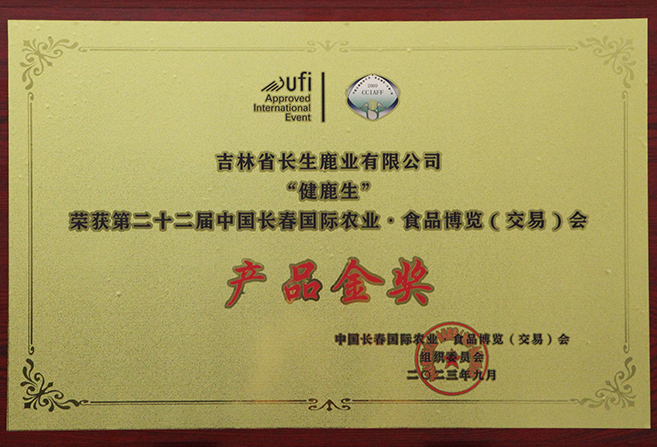 ufi
Approved
International
Event
2000
CCIAFF
吉林省长生鹿业有限公司
“健鹿生”
荣获第二十二届中国长春国际农业·食品博览（交易）会
产品金奖
中国长春国际农业·食品博览（交易）会
组织委员会
二〇二三年九月